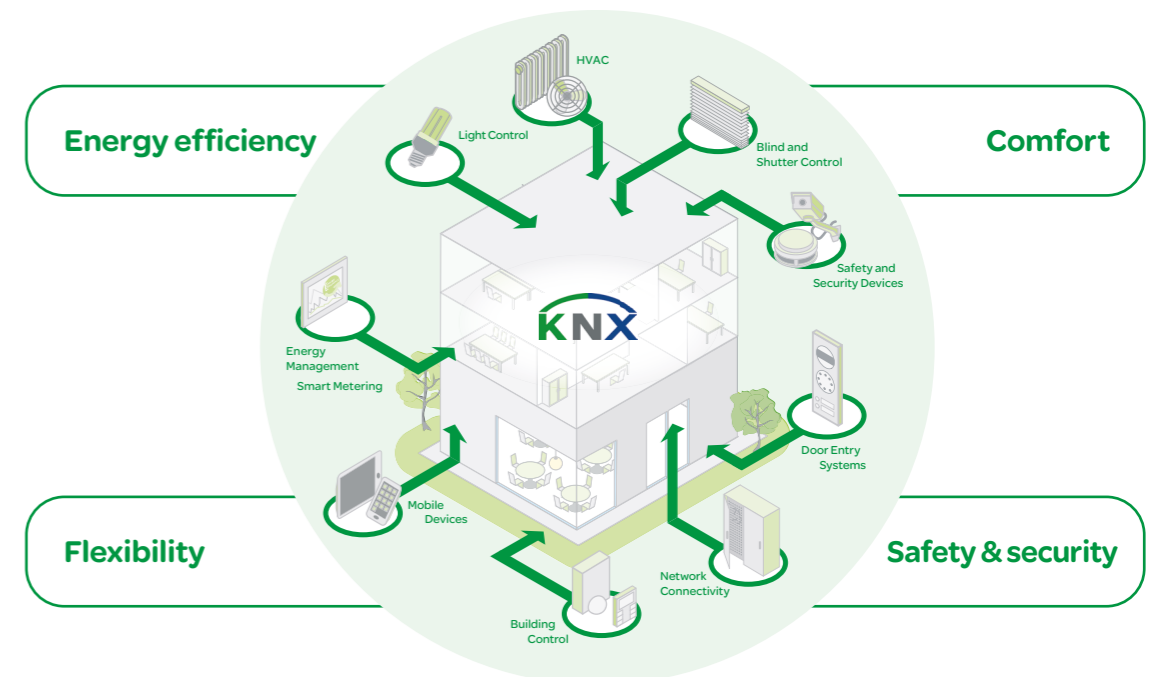 HVAC
Light Control
Energy efficiency
Comfort
Blind and
Shutter Control
Safety and
Security Devices
KNX
Energy
Management
Smart Metering
Door Entry
Systems
Mobile
Devices
Flexibility
Safety & security
Network
Connectivity
Building
Control